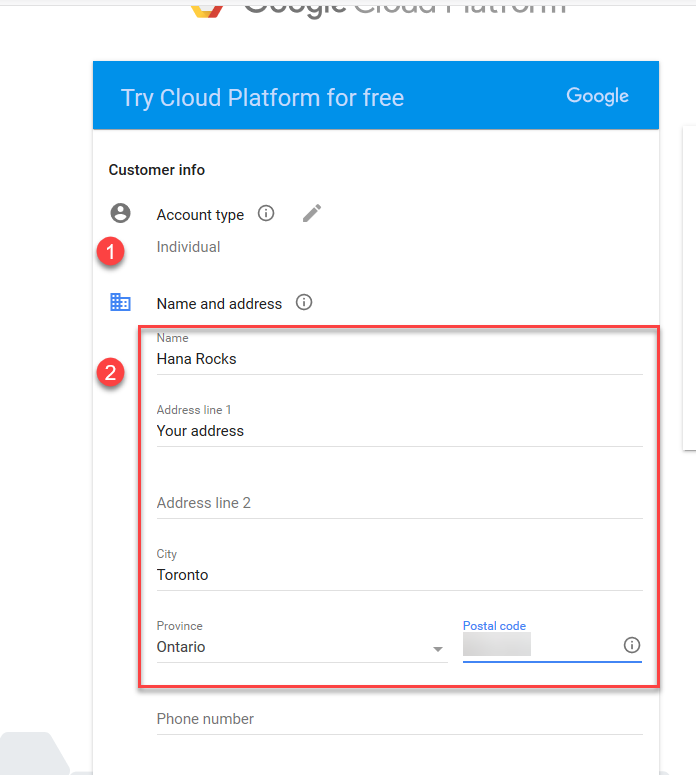 Google Cloud Platform
Try Cloud Platform for free
Google
Customer info
Account type
1
Individual
Name and address
2
Name
Hana Rocks
Address line 1
Your address
Address line 2
City
Toronto
Province
Postal code
Ontario
Phone number